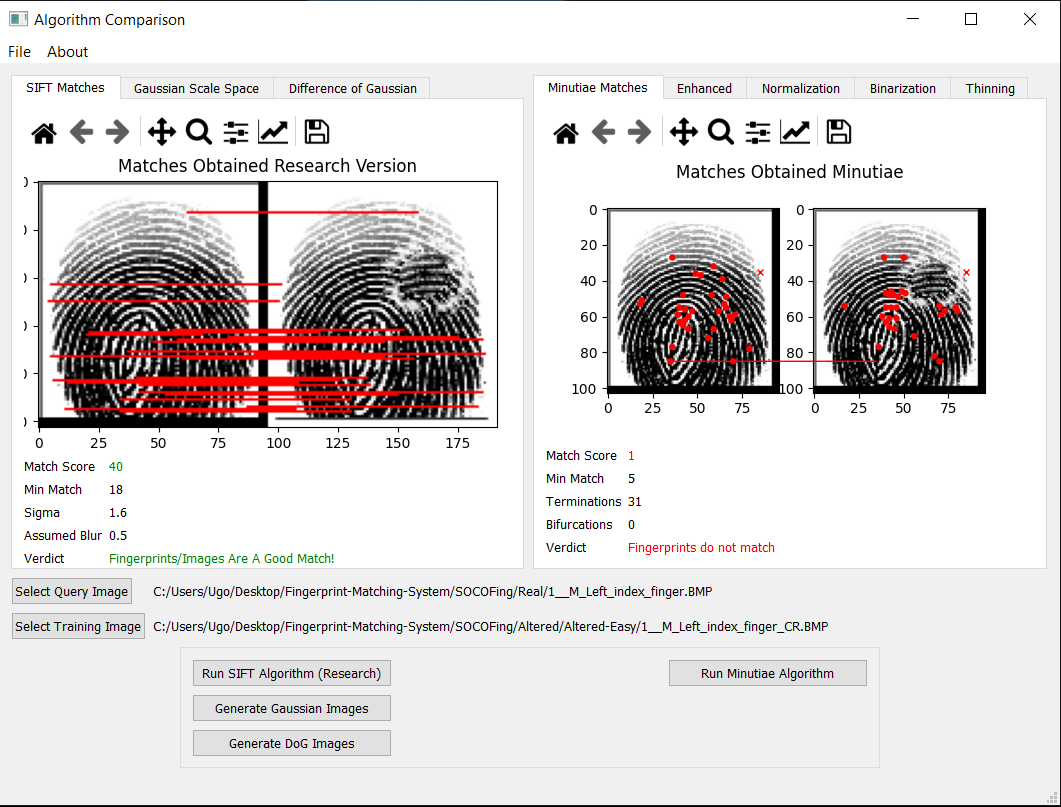 Algorithm Comparison
File About
SIFT Matches Gaussian Scale Space Difference of Gaussian
Matches Obtained Research Version
0 25 50 75 100 125 150 175
Match Score 40
Min Match 18
Sigma 1.6
Assumed Blur 0.5
Verdict Fingerprints/Images Are A Good Match!
Minutiae Matches Enhanced Normalization Binarization Thinning
Matches Obtained Minutiae
0
20
40
60
80
100
0 25 50 75
0
20
40
60
80
100
0 25 50 75
Match Score 1
Min Match 5
Terminations 31
Bifurcations 0
Verdict Fingerprints do not match
Select Query Image C:/Users/Ugo/Desktop/Fingerprint-Matching-System/SOCOFing/Real/1__M_Left_index_finger.BMP
Select Training Image C:/Users/Ugo/Desktop/Fingerprint-Matching-System/SOCOFing/Altered/Altered-Easy/1__M_Left_index_finger_CR.BMP
Run SIFT Algorithm (Research) Run Minutiae Algorithm
Generate Gaussian Images
Generate DoG Images